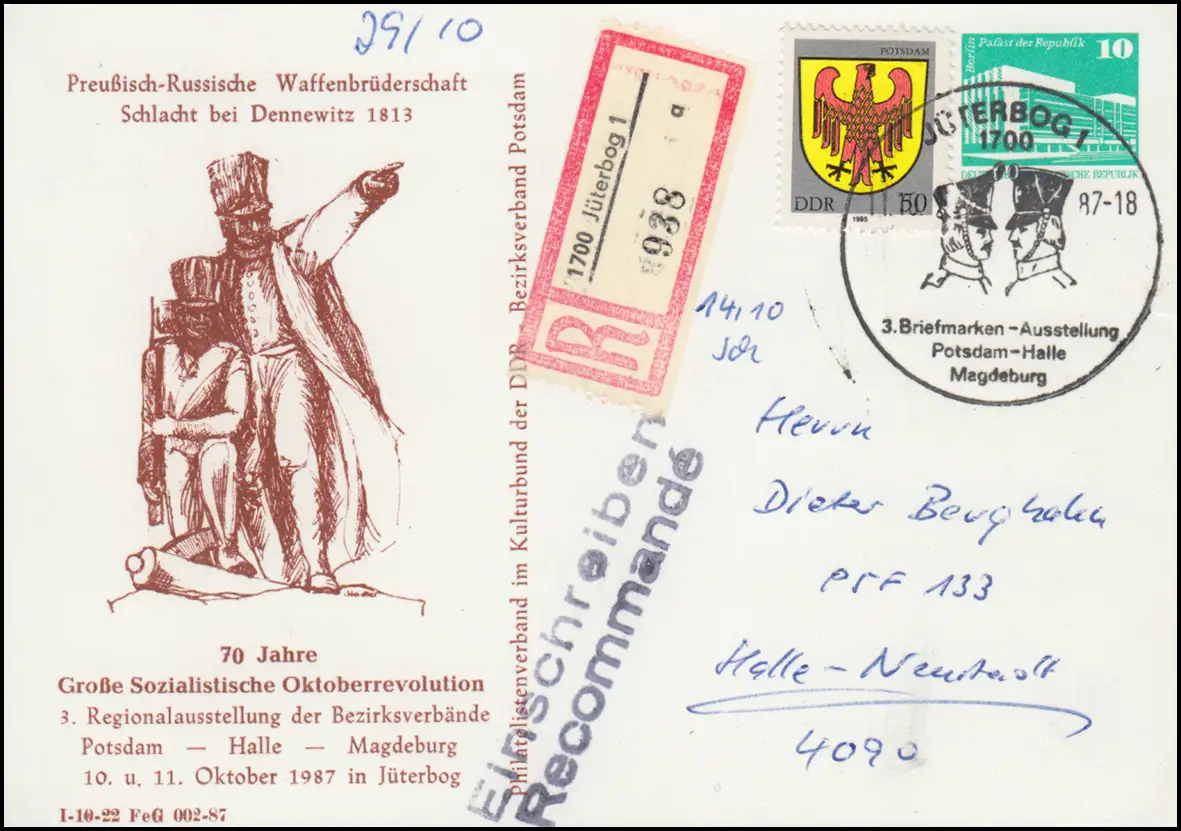 29/10
Preußisch-Russische Waffenbrüderschaft
Schlacht bei Dennewitz 1813
70 Jahre
Große Sozialistische Oktoberrevolution
3. Regionalausstellung der Bezirksverbände
Potsdam — Halle — Magdeburg
10. u. 11. Oktober 1987 in Jüterbog
I-10-22 FeG 002-87
Philatelistenverband im Kulturbund der DDR Bezirksverband Potsdam
R
1700 Jüterbog 1
938
a
Einschreiben
Recommandé
POTSDAM
DDR 50
1985
Berlin Palast der Republik
10
JÜTERBOG 1
1700
87-18
3. Briefmarken-Ausstellung
Potsdam-Halle
Magdeburg
14,10
Herrn
Dieter Berghahn
PSF 133
Halle-Neustadt
4090